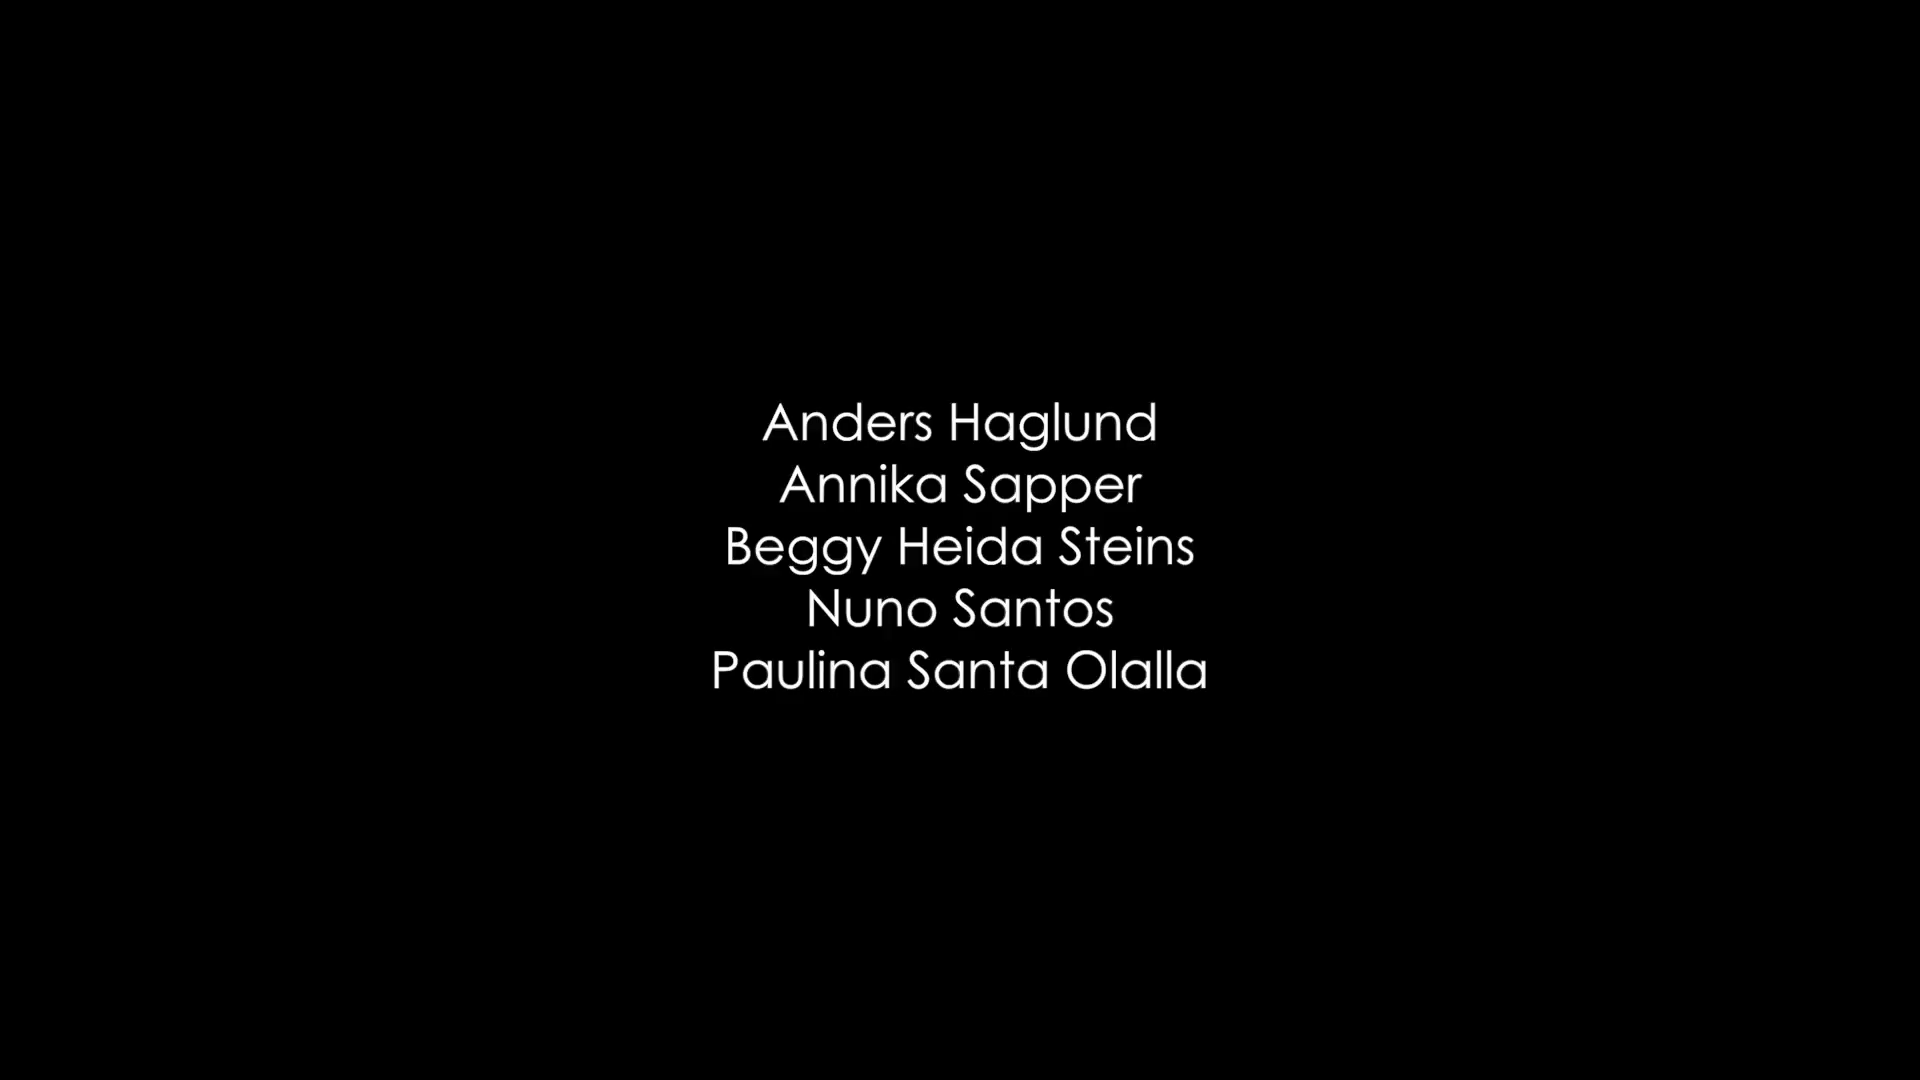 Anders Haglund
Annika Sapper
Beggy Heida Steins
Nuno Santos
Paulina Santa Olalla